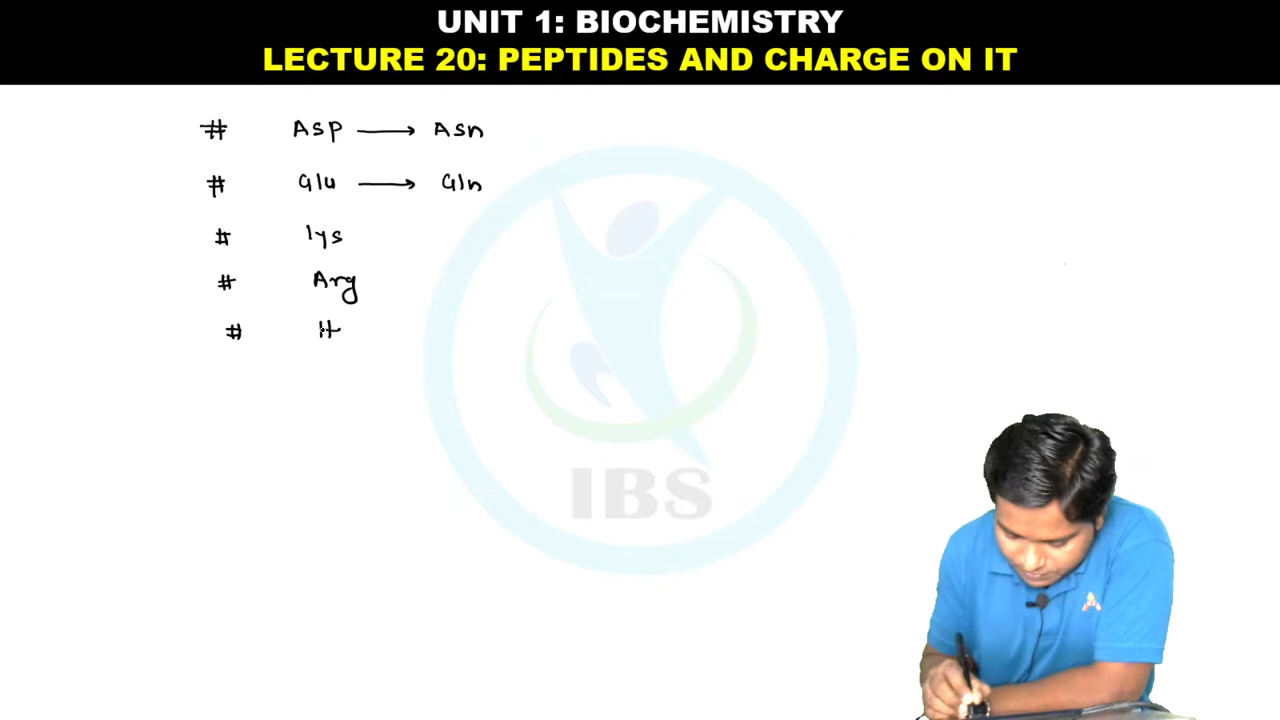 UNIT 1: BIOCHEMISTRY
LECTURE 20: PEPTIDES AND CHARGE ON IT
# Asp ⟶ Asn
# Glu ⟶ Gln
# lys
# Arg
# H
IBS